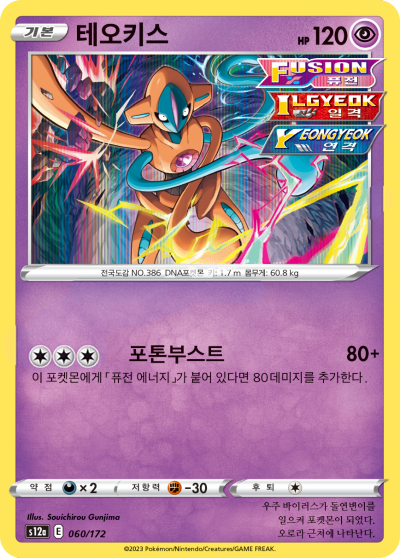 기본 테오키스 HP 120
FUSION
퓨전
ILGYEOK
일격
YEONGYEOK
연격
전국도감 NO.386 DNA포켓몬 키: 1.7 m 몸무게: 60.8 kg
포톤부스트 80+
이 포켓몬에게 「퓨전 에너지」가 붙어 있다면 80데미지를 추가한다.
약점 ×2 저항력 -30 후퇴
Illus. Souichirou Gunjima
s12a E 060/172
우주 바이러스가 돌연변이를
일으켜 포켓몬이 되었다.
오로라 근처에 나타난다.
©2023 Pokémon/Nintendo/Creatures/GAME FREAK.